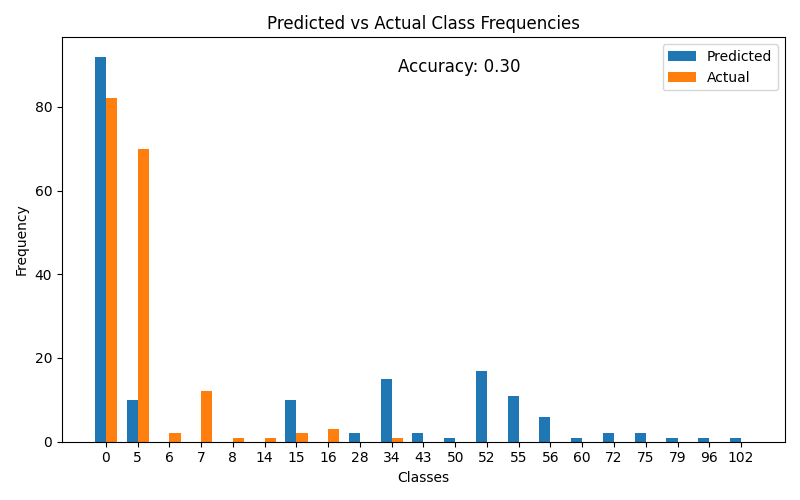 Predicted vs Actual Class Frequencies
Accuracy: 0.30
Predicted
Actual
80
60
40
20
0
Frequency
0 5 6 7 8 14 15 16 28 34 43 50 52 55 56 60 72 75 79 96 102
Classes